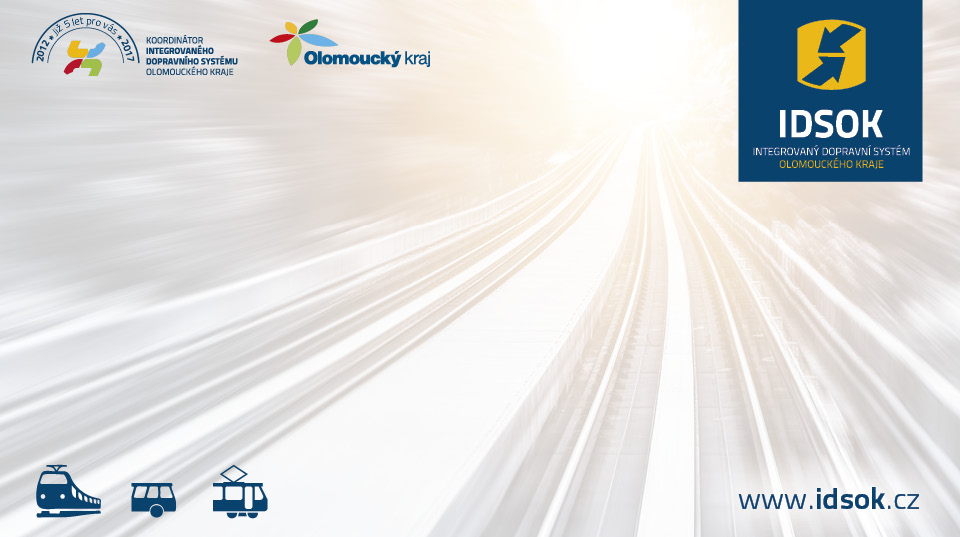 2012 ★ již 5 let pro vás ★ 2017
KOORDINÁTOR
INTEGROVANÉHO
DOPRAVNÍHO SYSTÉMU
OLOMOUCKÉHO KRAJE
Olomoucký kraj
IDSOK
INTEGROVANÝ DOPRAVNÍ SYSTÉM
OLOMOUCKÉHO KRAJE
www.idsok.cz